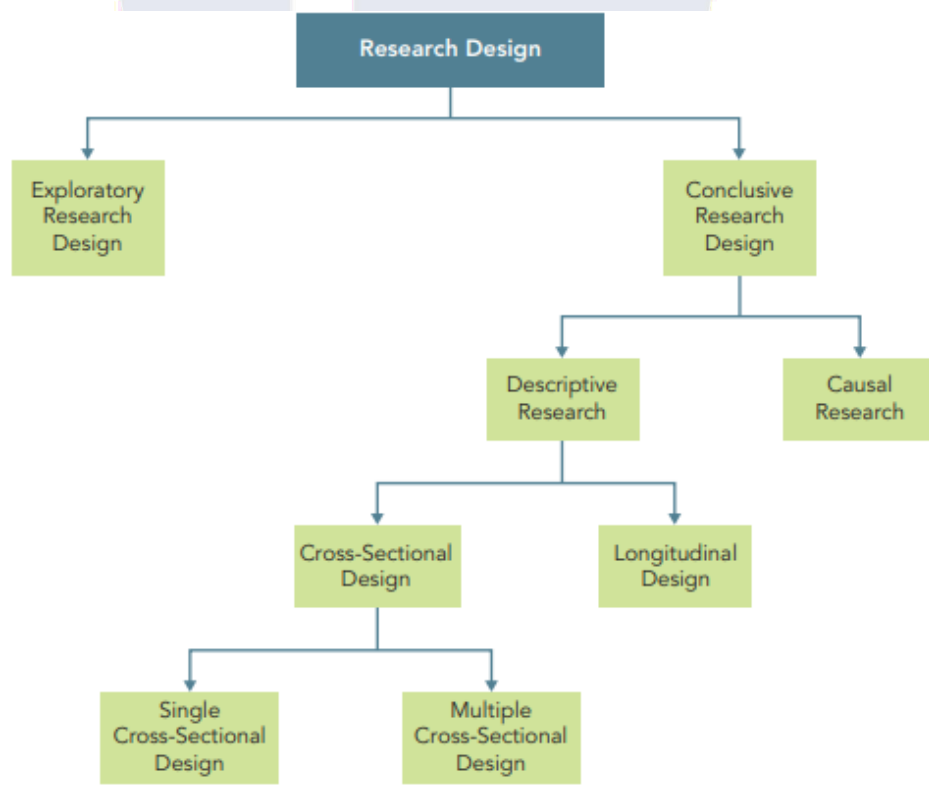 Research Design
Exploratory
Research
Design
Conclusive
Research
Design
Descriptive
Research
Causal
Research
Cross-Sectional
Design
Longitudinal
Design
Single
Cross-Sectional
Design
Multiple
Cross-Sectional
Design